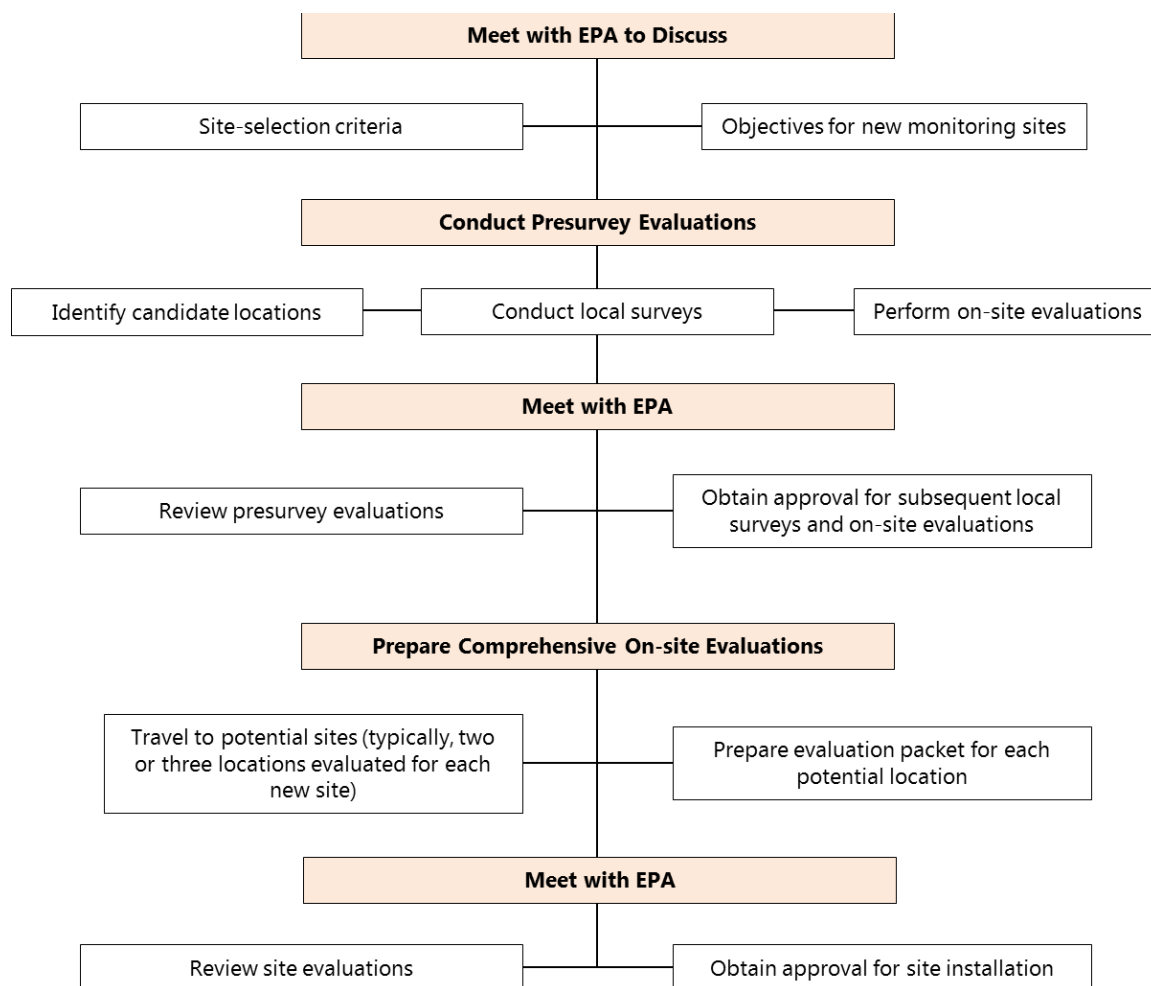 Meet with EPA to Discuss
Site-selection criteria
Objectives for new monitoring sites
Conduct Presurvey Evaluations
Identify candidate locations
Conduct local surveys
Perform on-site evaluations
Meet with EPA
Review presurvey evaluations
Obtain approval for subsequent local
surveys and on-site evaluations
Prepare Comprehensive On-site Evaluations
Travel to potential sites (typically, two
or three locations evaluated for each
new site)
Prepare evaluation packet for each
potential location
Meet with EPA
Review site evaluations
Obtain approval for site installation